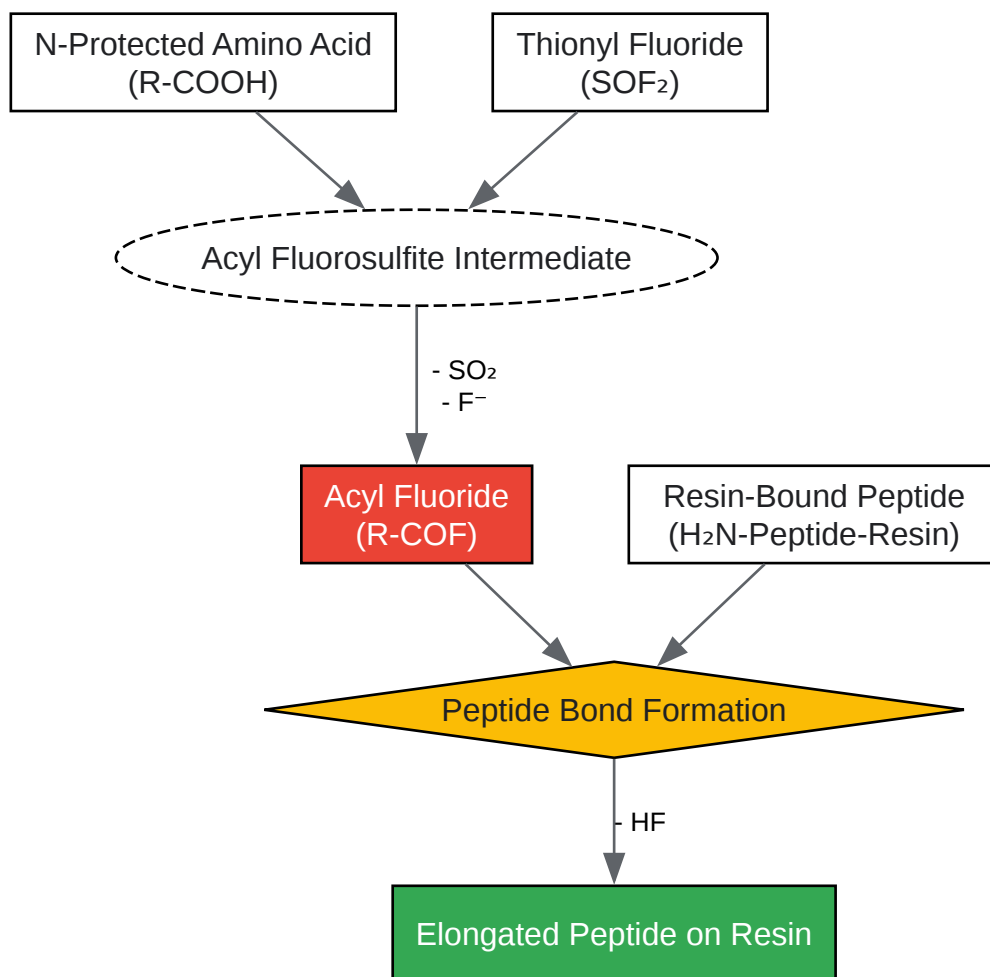 N-Protected Amino Acid
(R-COOH)
Thionyl Fluoride
(SOF₂)
Acyl Fluorosulfite Intermediate
- SO₂
- F⁻
Acyl Fluoride
(R-COF)
Resin-Bound Peptide
(H₂N-Peptide-Resin)
Peptide Bond Formation
- HF
Elongated Peptide on Resin